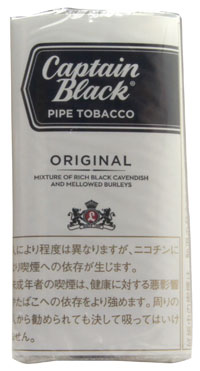 Captain
Black®
PIPE TOBACCO
ORIGINAL
MIXTURE OF RICH BLACK CAVENDISH
AND MELLOWED BURLEYS
L
により程度は異なりますが、ニコチンに
り喫煙への依存が生じます。
成年者の喫煙は、健康に対する悪影響
たばこへの依存をより強めます。周りの
から勧められても決して吸ってはいけ
せん。